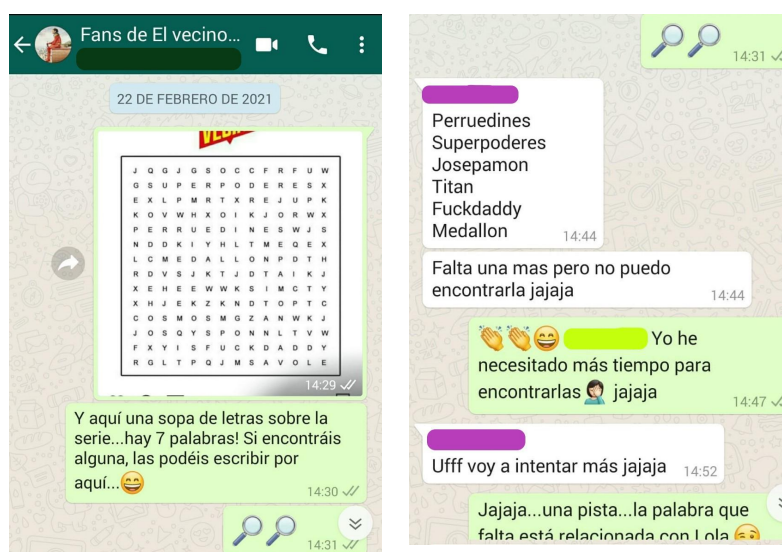 Fans de El vecino...
22 DE FEBRERO DE 2021
J Q G J G S O C C F R F U W
G S U P E R P O D E R E S X
E X L P M R T X R E J U P K
K O V W H X O I K J O R W X
P E R R U E D I N E S W J S
N D D K I Y H L T M E Q E X
L C M E D A L L O N P D T H
R D V S J K T J D T A I K J
X E H E E W W K S I M C T Y
X H J E K Z K N D T O P T C
C O S M O S M G Z A N W K J
J O S Q Y S P O N N L T V W
F X Y I S F U C K D A D D Y
R G L T P Q J M S A V O L E
14:29
Y aquí una sopa de letras sobre la
serie...hay 7 palabras! Si encontráis
alguna, las podéis escribir por
aquí...😄
14:30
🔎🔎
14:31
🔎🔎
14:31
Perruedines
Superpoderes
Josepamon
Titan
Fuckdaddy
Medallon
14:44
Falta una mas pero no puedo
encontrarla jajaja
14:44
👏👏😄 Yo he
necesitado más tiempo para
encontrarlas 🤦🏻‍♀️ jajaja
14:47
Ufff voy a intentar más jajaja
14:52
Jajaja...una pista...la palabra que
falta está relacionada con Lola 😏